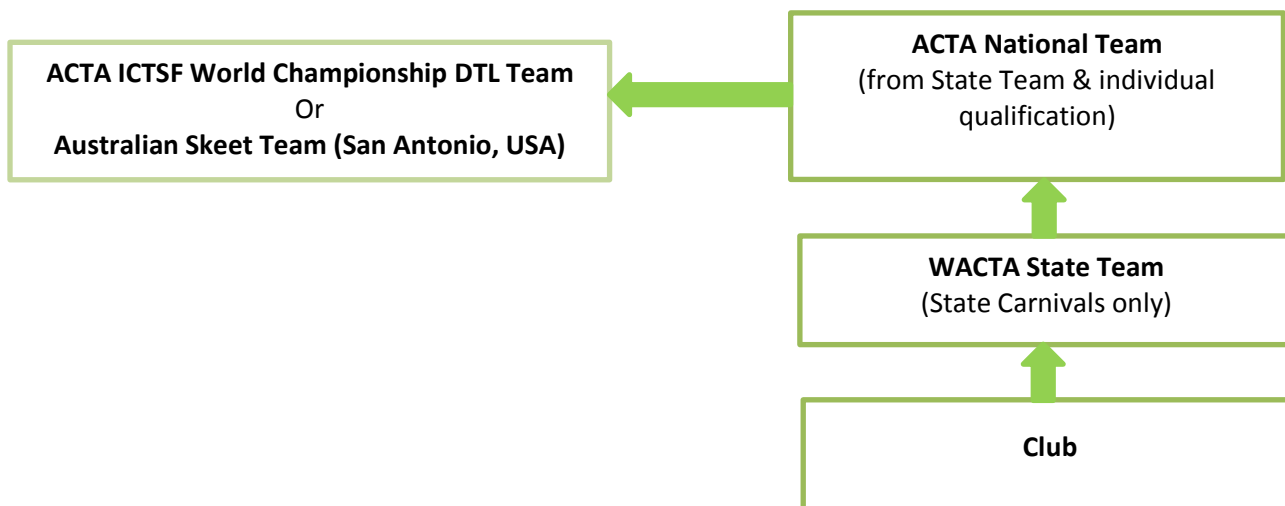 ACTA ICTSF World Championship DTL Team
Or
Australian Skeet Team (San Antonio, USA)
ACTA National Team
(from State Team & individual
qualification)
WACTA State Team
(State Carnivals only)
Club